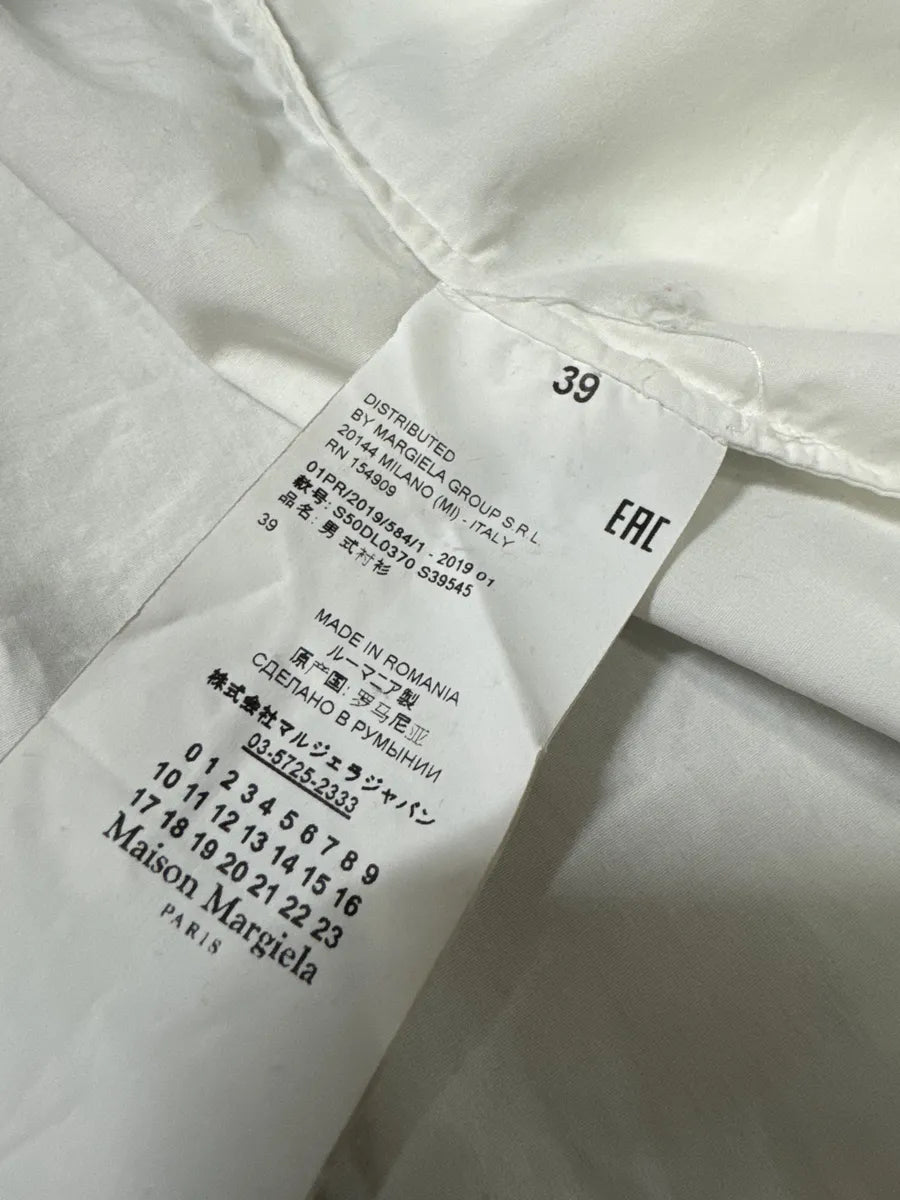 39
EAC
DISTRIBUTED
BY MARGIELA GROUP S.R.L.
20144 MILANO (MI) - ITALY
RN 154909
01PR/2019/584/1 - 2019 01
款号: S50DL0370 S39545
品名: 男 式衬衫
39
MADE IN ROMANIA
ルーマニア製
原产国: 罗马尼亚
СДЕЛАНО В РУМЫНИИ
株式会社マルジェラジャパン
03-5725-2333
0 1 2 3 4 5 6 7 8 9
10 11 12 13 14 15 16
17 18 19 20 21 22 23
Maison Margiela
PARIS